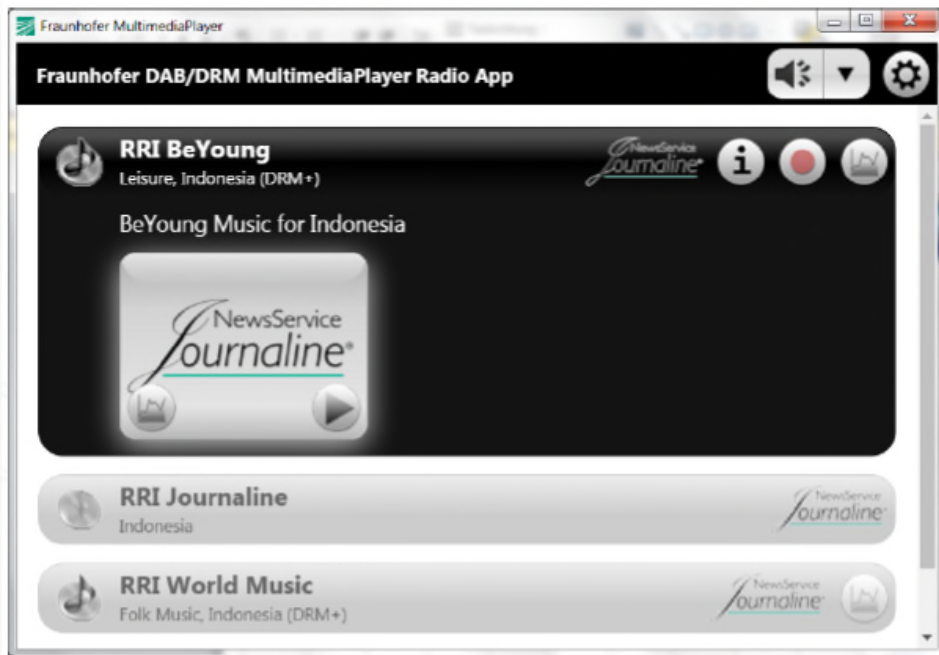 Fraunhofer MultimediaPlayer
Fraunhofer DAB/DRM MultimediaPlayer Radio App
RRI BeYoung
Leisure, Indonesia (DRM+)
NewsService
Journaline®
BeYoung Music for Indonesia
NewsService
Journaline®
RRI Journaline
Indonesia
NewsService
Journaline
RRI World Music
Folk Music, Indonesia (DRM+)
NewsService
Journaline